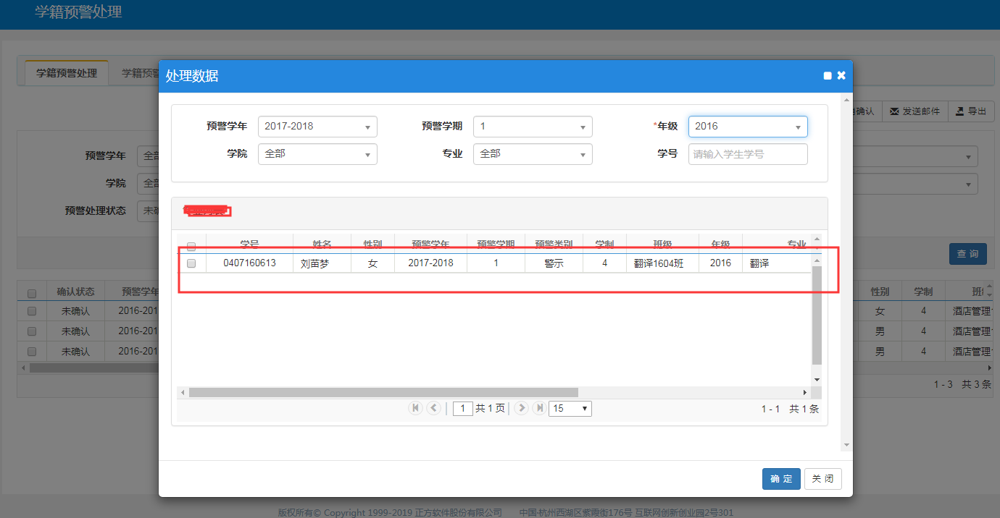 学籍预警处理
学籍预警处理 学籍预警
处理数据
确认 发送邮件 导出
预警学年 2017-2018 预警学期 1 *年级 2016
学院 全部 专业 全部 学号 请输入学生学号
预警学年 全部
学院 全部
预警处理状态 未确
学号 姓名 性别 预警学年 预警学期 预警类别 学制 班级 年级 专业
0407160613 刘苗梦 女 2017-2018 1 警示 4 翻译1604班 2016 翻译
查 询
确认状态 预警学年 性别 学制 班级
未确认 2016-201 女 4 酒店管理
未确认 2016-201 男 4 酒店管理
未确认 2016-201 男 4 酒店管理
1 - 3 共 3 条
1 共 1 页 15 1 - 1 共 1 条
确 定 关 闭
版权所有© Copyright 1999-2019 正方软件股份有限公司 中国·杭州西湖区紫霞街176号 互联网创新创业园2号301